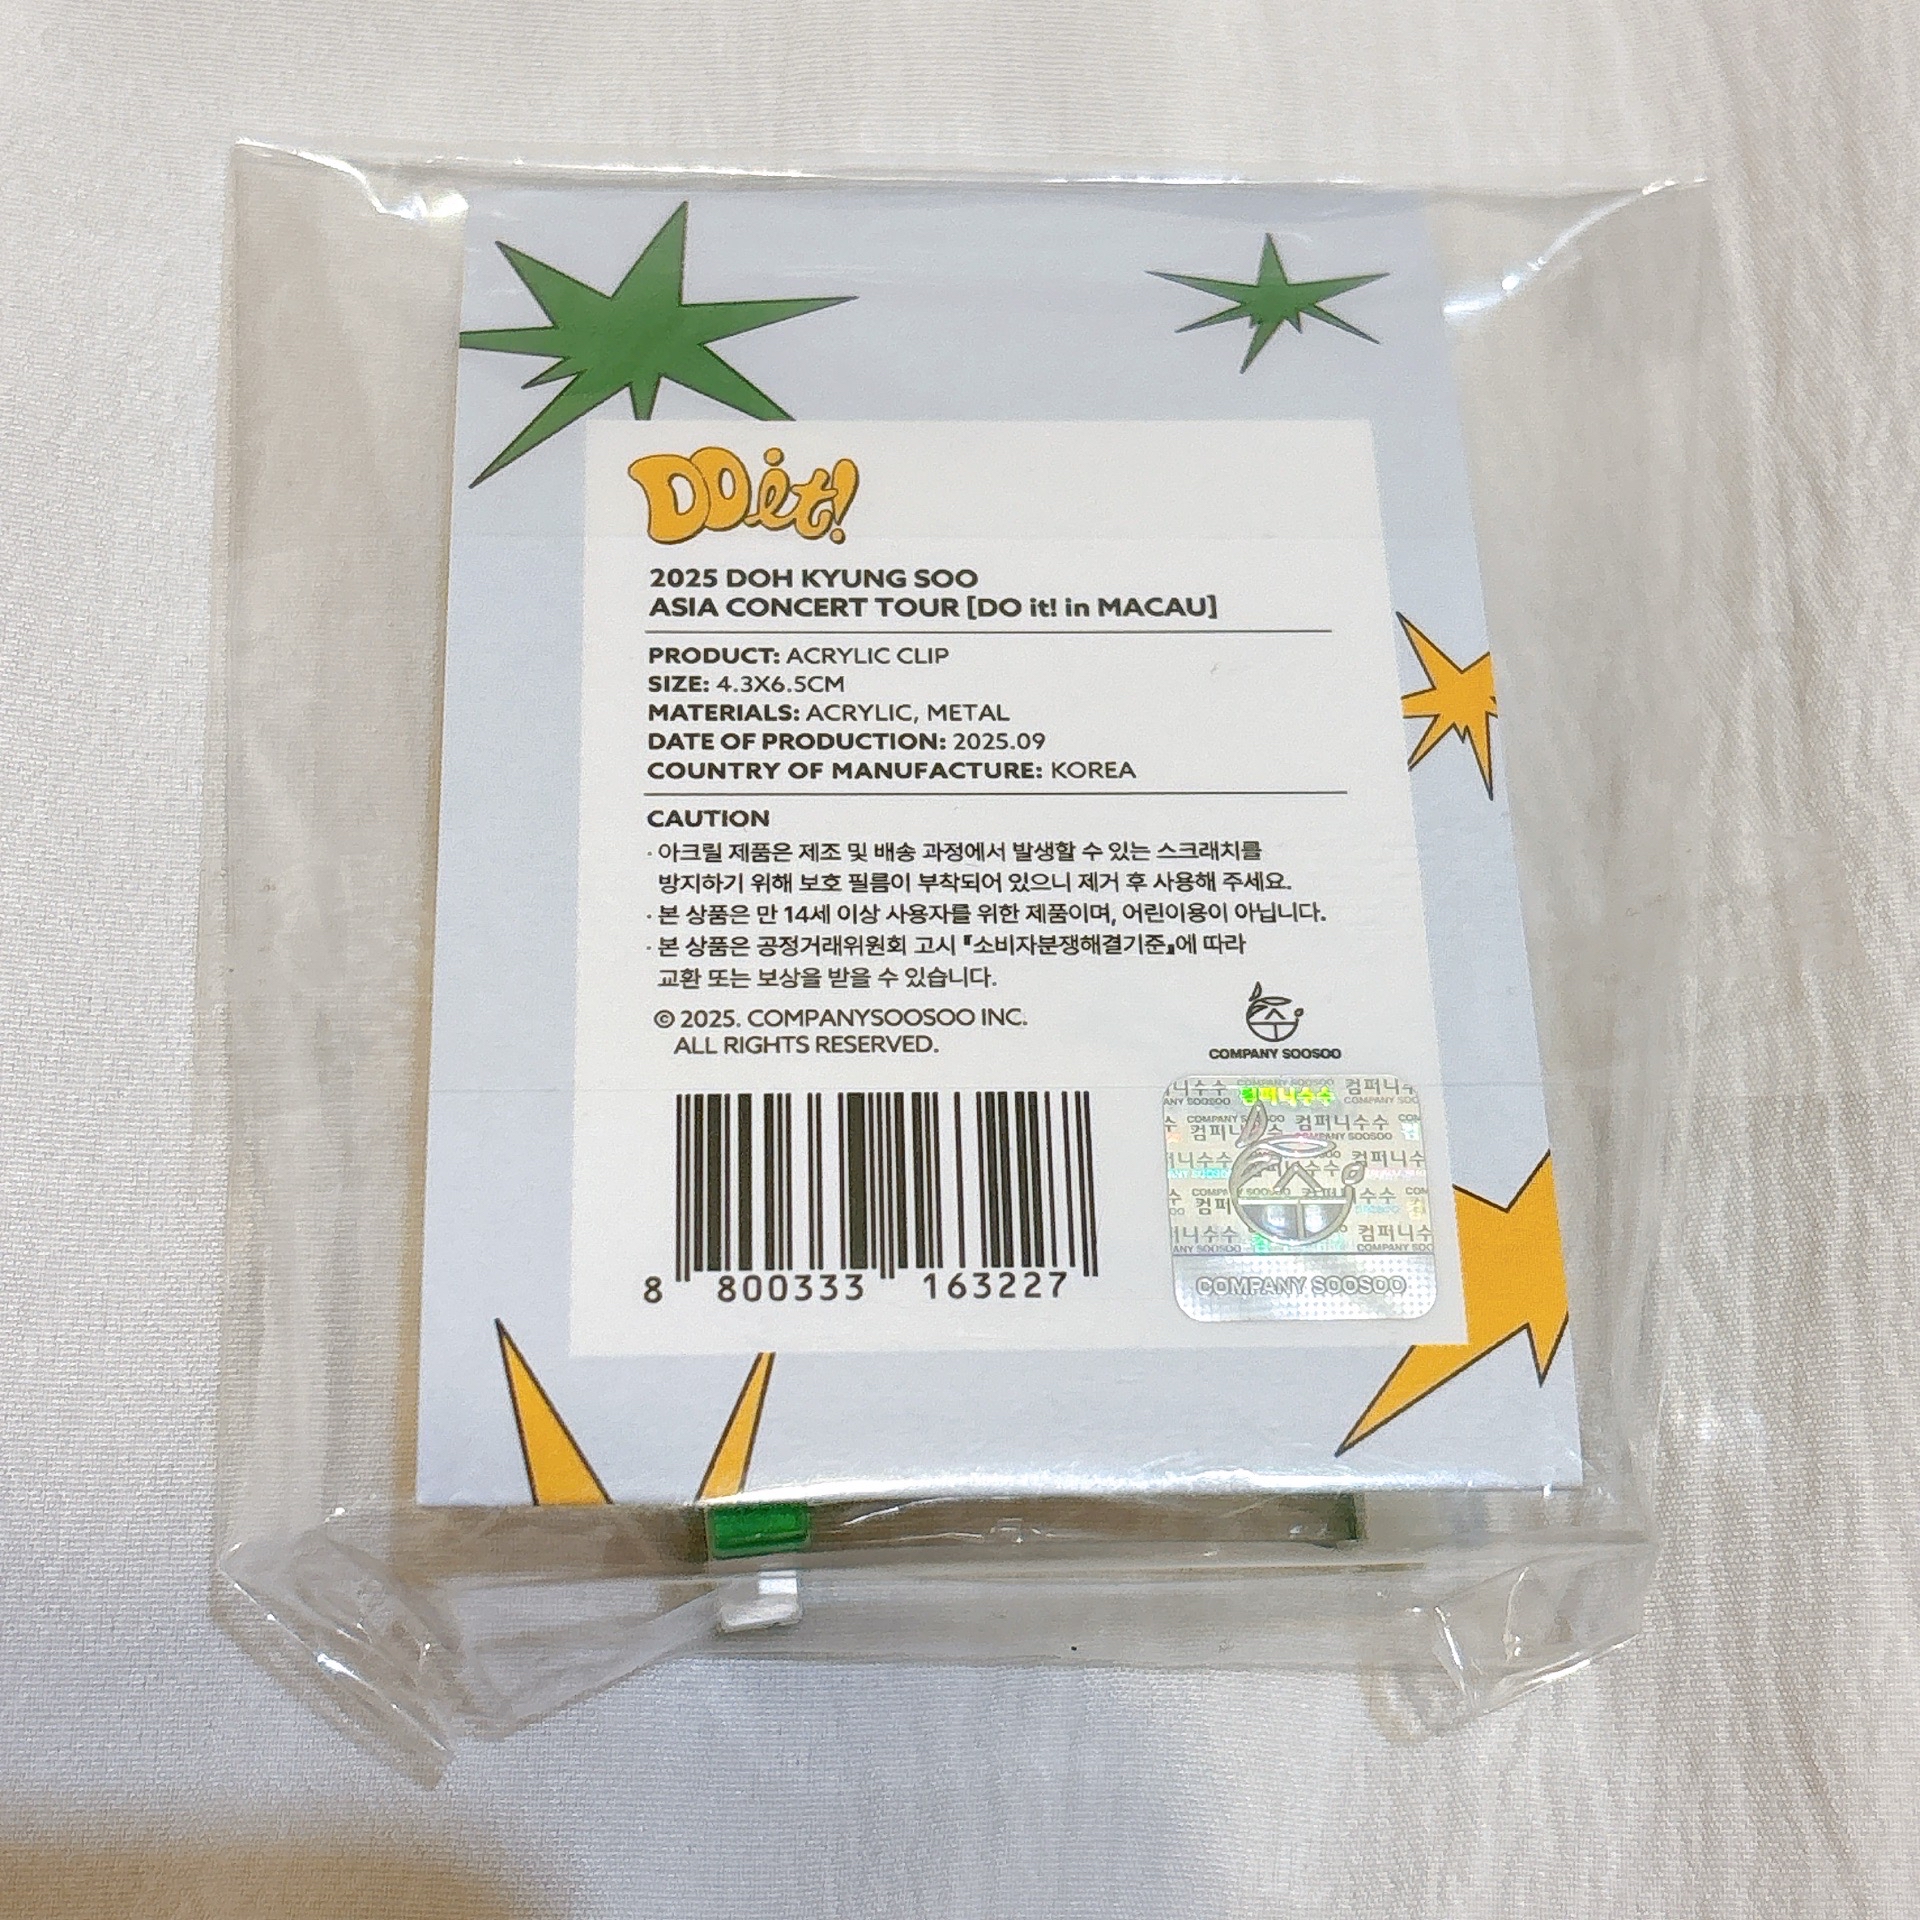 DO it!
2025 DOH KYUNG SOO
ASIA CONCERT TOUR [DO it! in MACAU]
PRODUCT: ACRYLIC CLIP
SIZE: 4.3X6.5CM
MATERIALS: ACRYLIC, METAL
DATE OF PRODUCTION: 2025.09
COUNTRY OF MANUFACTURE: KOREA
CAUTION
· 아크릴 제품은 제조 및 배송 과정에서 발생할 수 있는 스크래치를
방지하기 위해 보호 필름이 부착되어 있으니 제거 후 사용해 주세요.
· 본 상품은 만 14세 이상 사용자를 위한 제품이며, 어린이용이 아닙니다.
· 본 상품은 공정거래위원회 고시 『소비자분쟁해결기준』에 따라
교환 또는 보상을 받을 수 있습니다.
© 2025. COMPANYSOOSOO INC.
ALL RIGHTS RESERVED.
COMPANY SOOSOO
컴퍼니수수
COMPANY SOOSOO
8 800333 163227